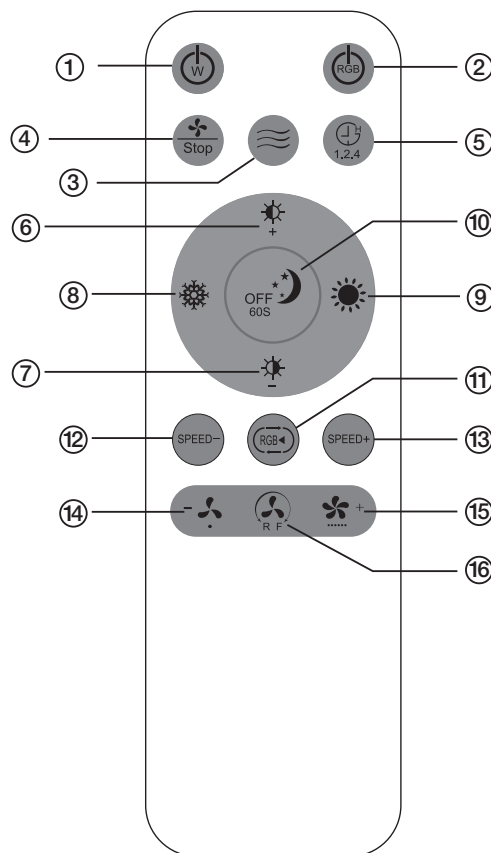 ① W RGB ②
④ Stop H 1.2.4 ⑤
③
⑥ + ⑩
⑧ OFF ⑨
60S
⑦ − ⑪
⑫ SPEED− RGB SPEED+ ⑬
⑭ − + ⑮
R F
⑯